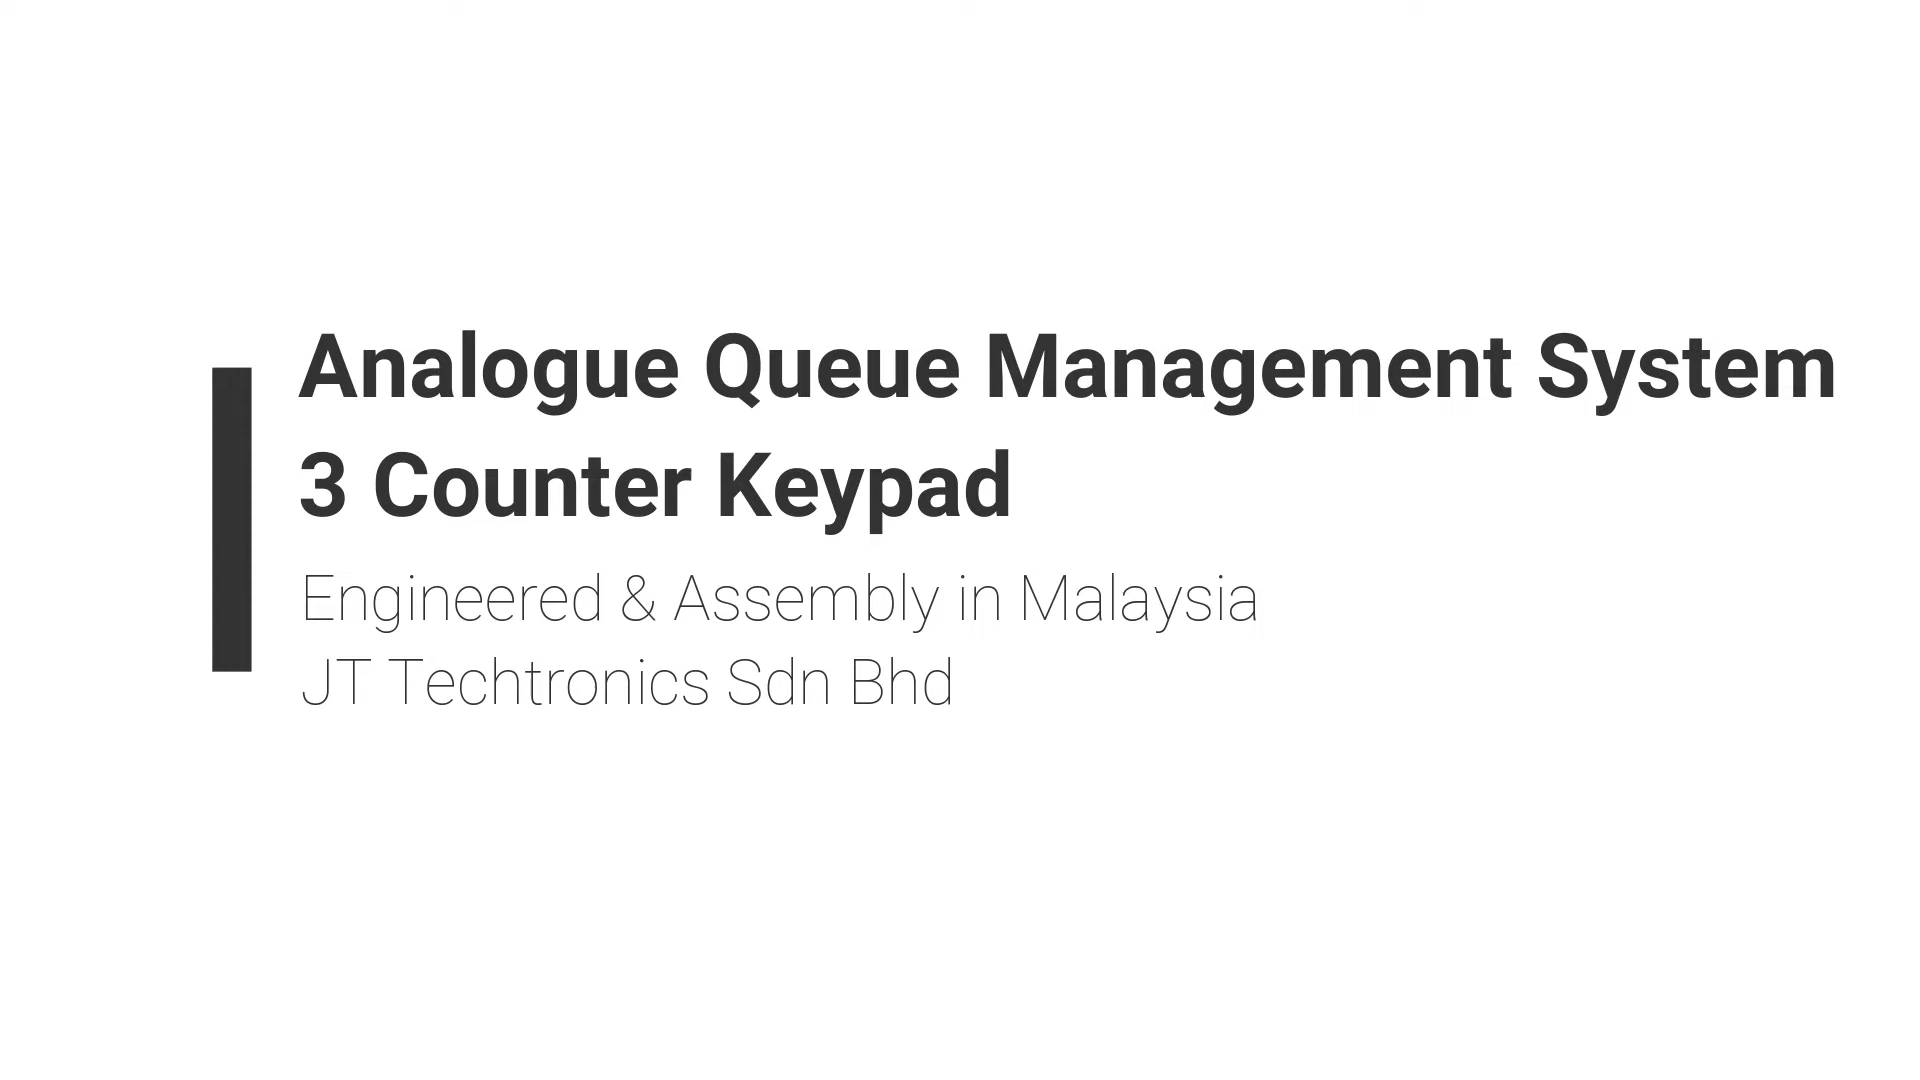 Analogue Queue Management System
3 Counter Keypad
Engineered & Assembly in Malaysia
JT Techtronics Sdn Bhd